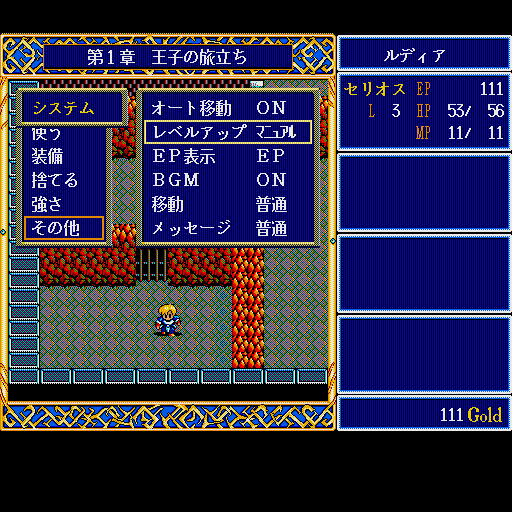 第1章 王子の旅立ち
ルディア
システム
使う
装備
捨てる
強さ
その他
オート移動 ON
レベルアップ マニュアル
EP表示 EP
BGM ON
移動 普通
メッセージ 普通
セリオス EP 111
L 3 HP 53/ 56
MP 11/ 11
111 Gold